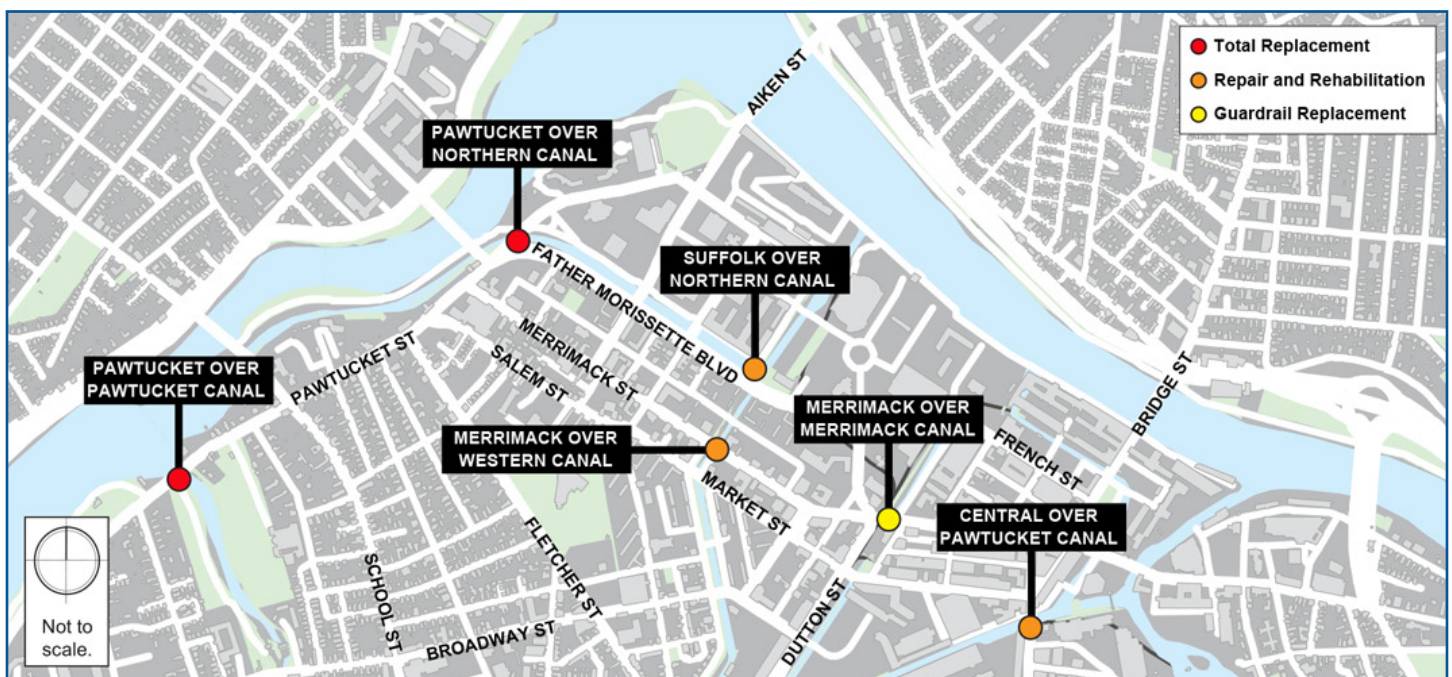 Total Replacement
Repair and Rehabilitation
Guardrail Replacement
AIKEN ST
PAWTUCKET OVER
NORTHERN CANAL
SUFFOLK OVER
NORTHERN CANAL
FATHER MORISSETTE BLVD
MERRIMACK ST
SALEM ST
PAWTUCKET ST
PAWTUCKET OVER
PAWTUCKET CANAL
MERRIMACK OVER
WESTERN CANAL
MERRIMACK OVER
MERRIMACK CANAL
BRIDGE ST
FRENCH ST
MARKET ST
CENTRAL OVER
PAWTUCKET CANAL
FLETCHER ST
SCHOOL ST
BROADWAY ST
DUTTON ST
Not to
scale.